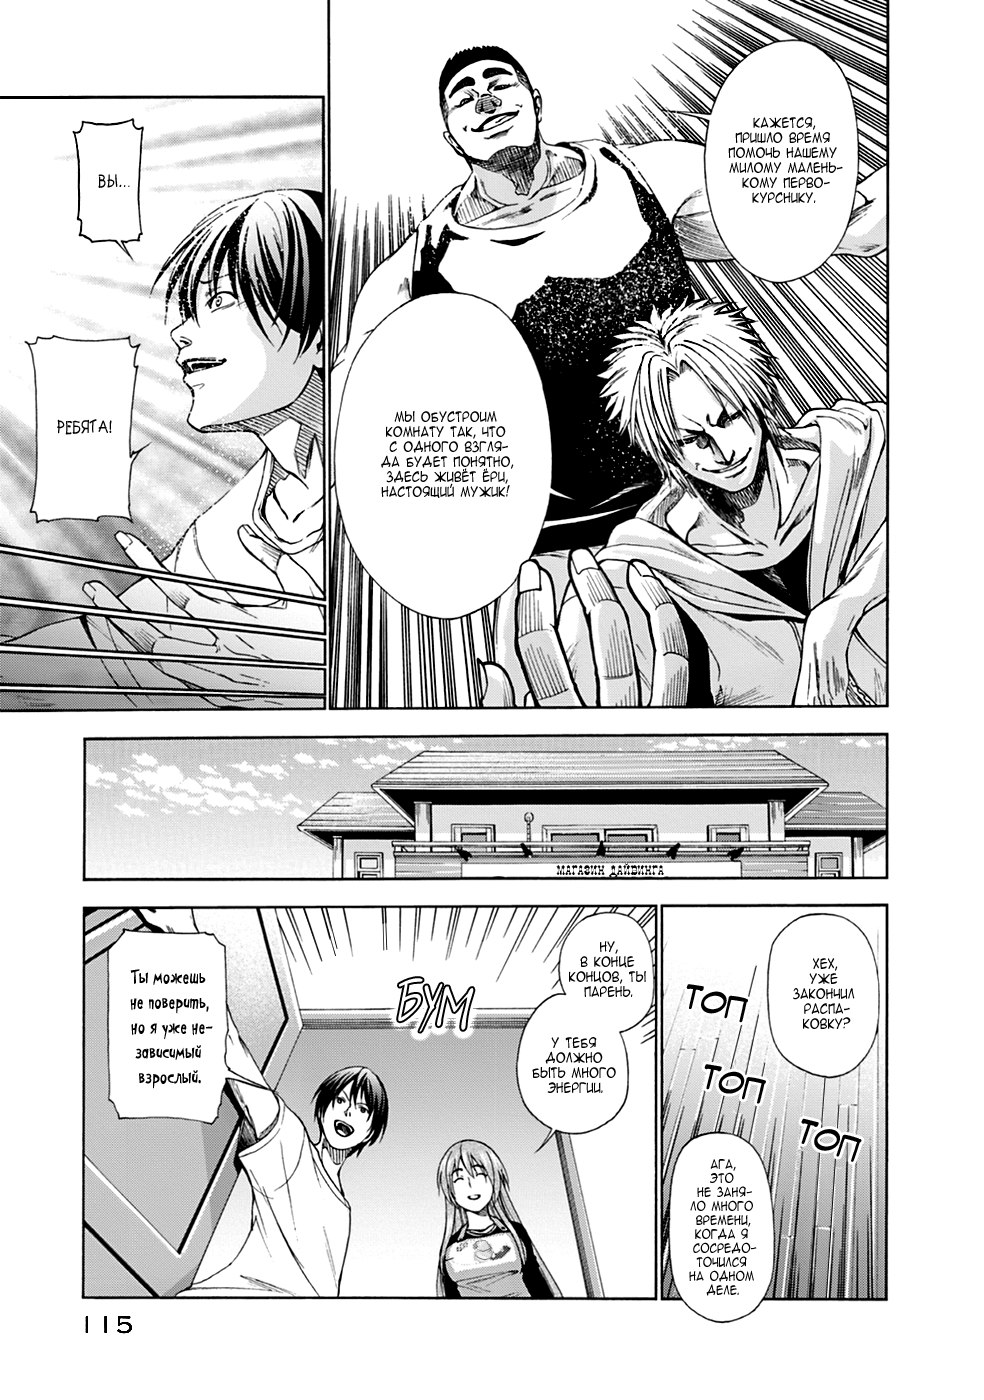 КАЖЕТСЯ,
ПРИШЛО ВРЕМЯ
ПОМОЧЬ НАШЕМУ
МИЛОМУ МАЛЕНЬ-
КОМУ ПЕРВО-
КУРСНИКУ.
МЫ ОБУСТРОИМ
КОМНАТУ ТАК, ЧТО
С ОДНОГО ВЗГЛЯ-
ДА БУДЕТ ПОНЯТНО,
ЗДЕСЬ ЖИВЁТ ЁРИ,
НАСТОЯЩИЙ МУЖИК!
ВЫ...
РЕБЯТА!
МАГАЗИН ДАЙВИНГА
ХЕХ,
УЖЕ
ЗАКОНЧИЛ
РАСПА-
КОВКУ?
ТОП
ТОП
ТОП
АГА,
ЭТО
НЕ ЗАНЯ-
ЛО МНОГО
ВРЕМЕНИ,
КОГДА Я
СОСРЕДО-
ТОЧИЛСЯ
НА ОДНОМ
ДЕЛЕ.
НУ,
В КОНЦЕ
КОНЦОВ, ТЫ
ПАРЕНЬ.
У ТЕБЯ
ДОЛЖНО
БЫТЬ МНОГО
ЭНЕРГИИ.
БУМ
Ты можешь
не поверить,
но я уже не-
зависимый
взрослый.
115